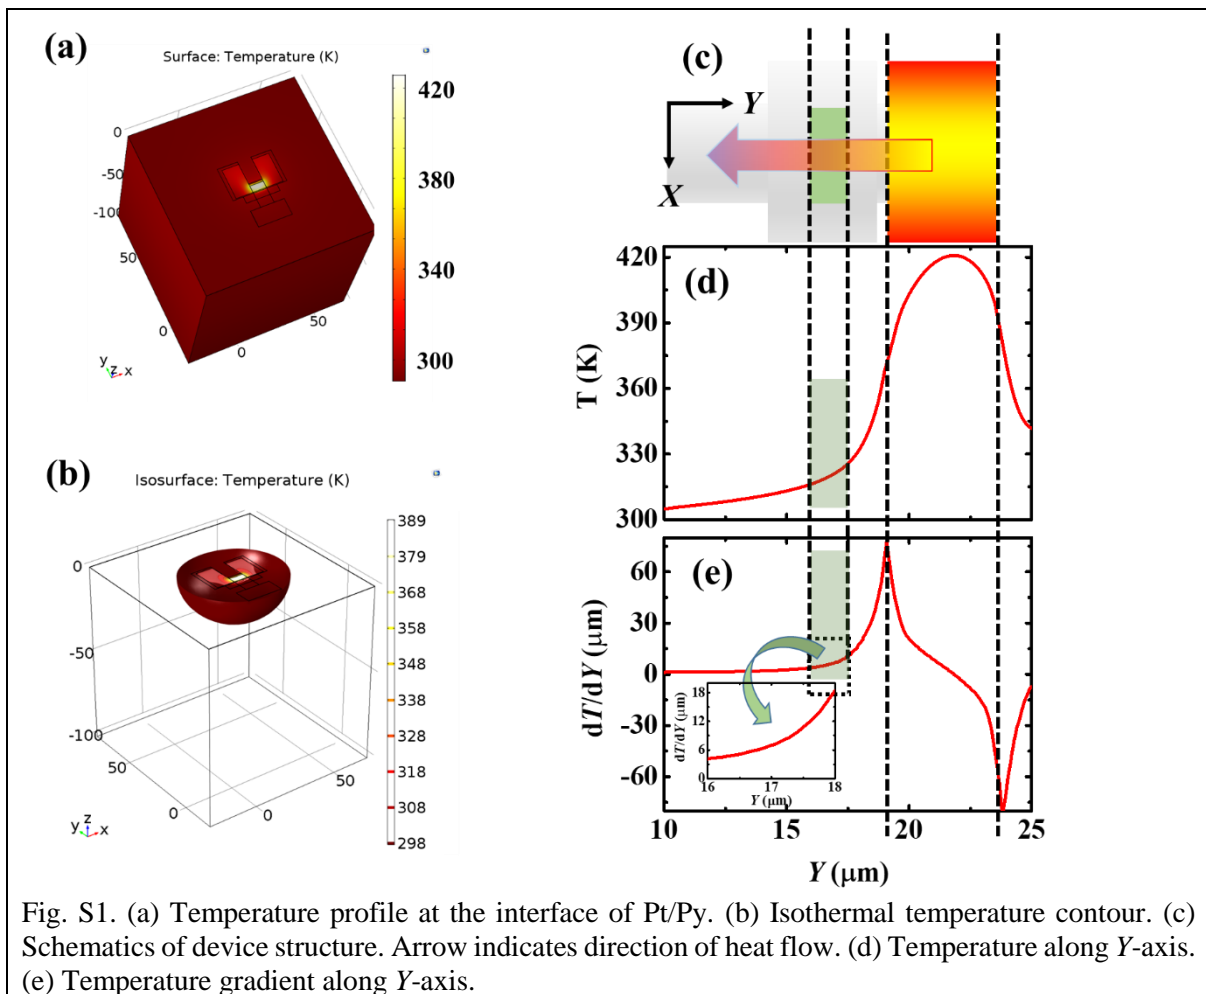 (a)
Surface: Temperature (K)
0
-50
-100
50
0
0
50
y z x
420
380
340
300
(b)
Isosurface: Temperature (K)
0
-50
-100
50
0
0
50
y z x
389
379
368
358
348
338
328
318
308
298
(c)
Y
X
(d)
T (K)
420
390
360
330
300
(e)
dT/dY (μm)
60
30
0
-30
-60
dT/dY (μm)
18
12
6
0
16 17 18
Y (μm)
10 15 20 25
Y (μm)
Fig. S1. (a) Temperature profile at the interface of Pt/Py. (b) Isothermal temperature contour. (c)
Schematics of device structure. Arrow indicates direction of heat flow. (d) Temperature along Y-axis.
(e) Temperature gradient along Y-axis.